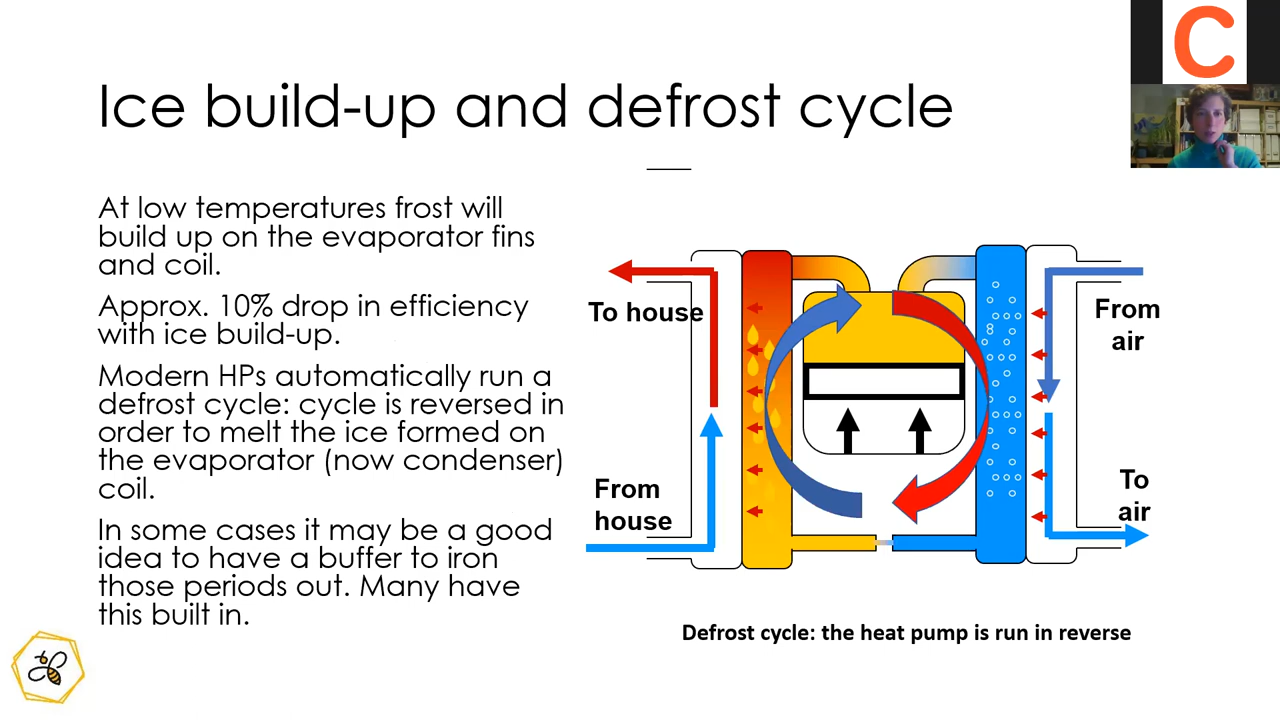 C
Ice build-up and defrost cycle
At low temperatures frost will
build up on the evaporator fins
and coil.
Approx. 10% drop in efficiency
with ice build-up.
Modern HPs automatically run a
defrost cycle: cycle is reversed in
order to melt the ice formed on
the evaporator (now condenser)
coil.
In some cases it may be a good
idea to have a buffer to iron
those periods out. Many have
this built in.
To house
From
house
From
air
To
air
Defrost cycle: the heat pump is run in reverse